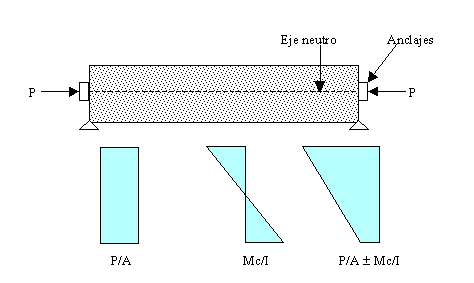 Eje neutro
Anclajes
P
P
P/A
Mc/I
P/A ± Mc/I